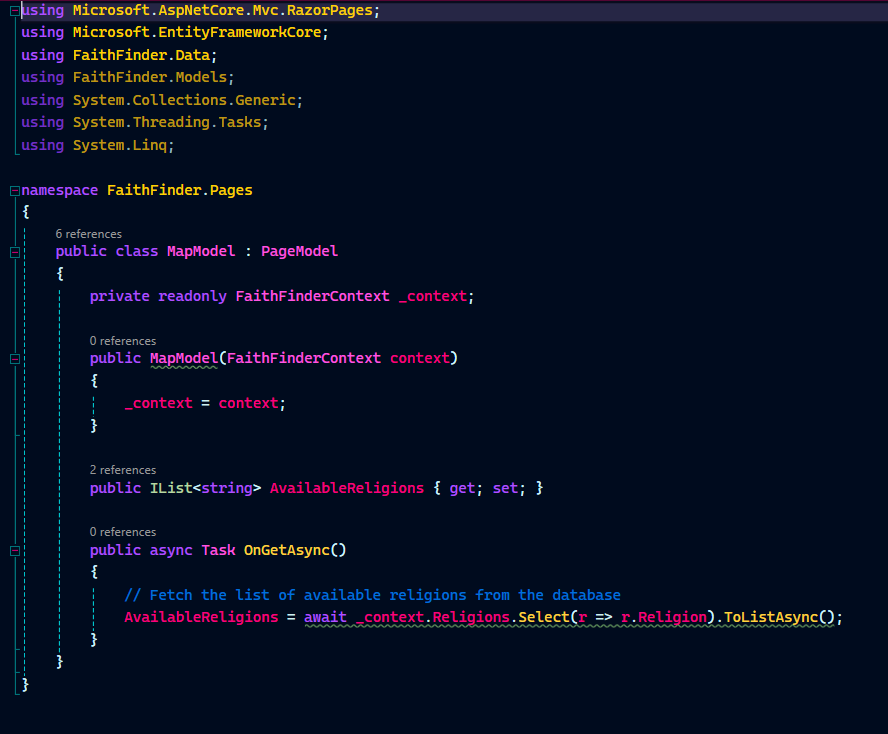 using Microsoft.AspNetCore.Mvc.RazorPages;
using Microsoft.EntityFrameworkCore;
using FaithFinder.Data;
using FaithFinder.Models;
using System.Collections.Generic;
using System.Threading.Tasks;
using System.Linq;
namespace FaithFinder.Pages
{
6 references
public class MapModel : PageModel
{
private readonly FaithFinderContext _context;
0 references
public MapModel(FaithFinderContext context)
{
_context = context;
}
2 references
public IList<string> AvailableReligions { get; set; }
0 references
public async Task OnGetAsync()
{
// Fetch the list of available religions from the database
AvailableReligions = await _context.Religions.Select(r => r.Religion).ToListAsync();
}
}
}